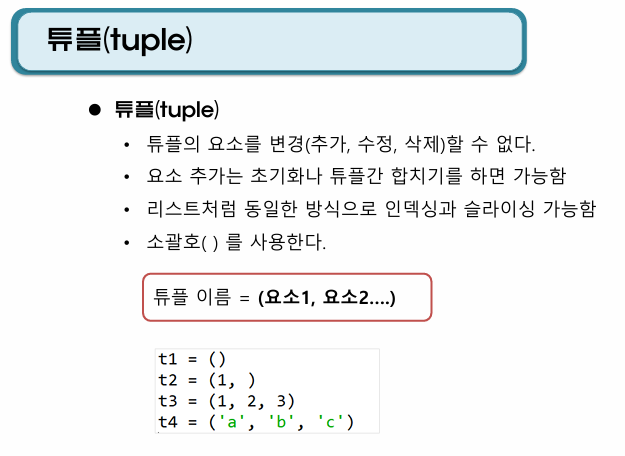 튜플(tuple)
● 튜플(tuple)
• 튜플의 요소를 변경(추가, 수정, 삭제)할 수 없다.
• 요소 추가는 초기화나 튜플간 합치기를 하면 가능함
• 리스트처럼 동일한 방식으로 인덱싱과 슬라이싱 가능함
• 소괄호( ) 를 사용한다.
튜플 이름 = (요소1, 요소2....)
t1 = ()
t2 = (1, )
t3 = (1, 2, 3)
t4 = ('a', 'b', 'c')